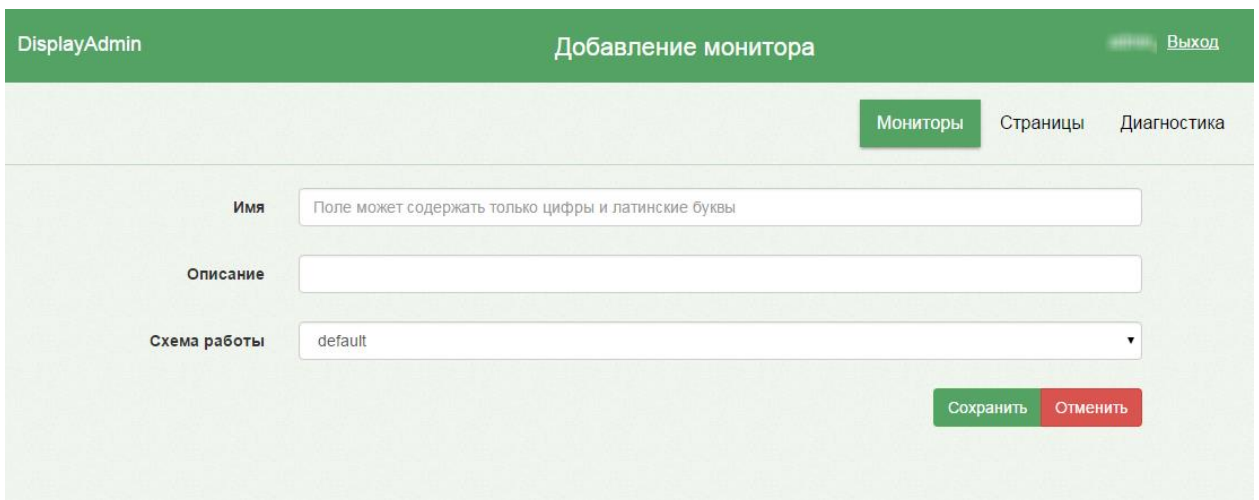 DisplayAdmin
Добавление монитора
Выход
Мониторы Страницы Диагностика
Имя Поле может содержать только цифры и латинские буквы
Описание
Схема работы default
Сохранить Отменить